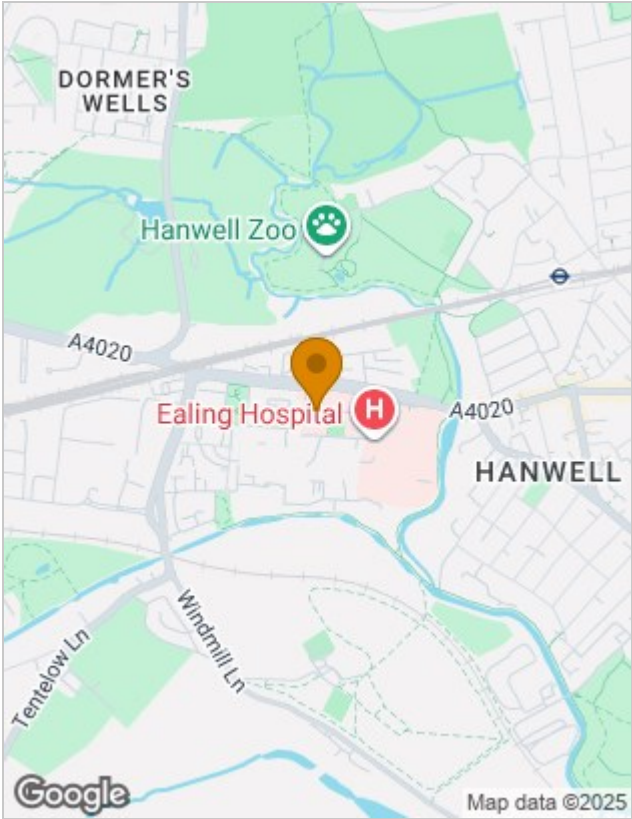 DORMER'S
WELLS
Hanwell Zoo
A4020
Ealing Hospital
H
A4020
HANWELL
Tentelow Ln
Windmill Ln
Google
Map data ©2025